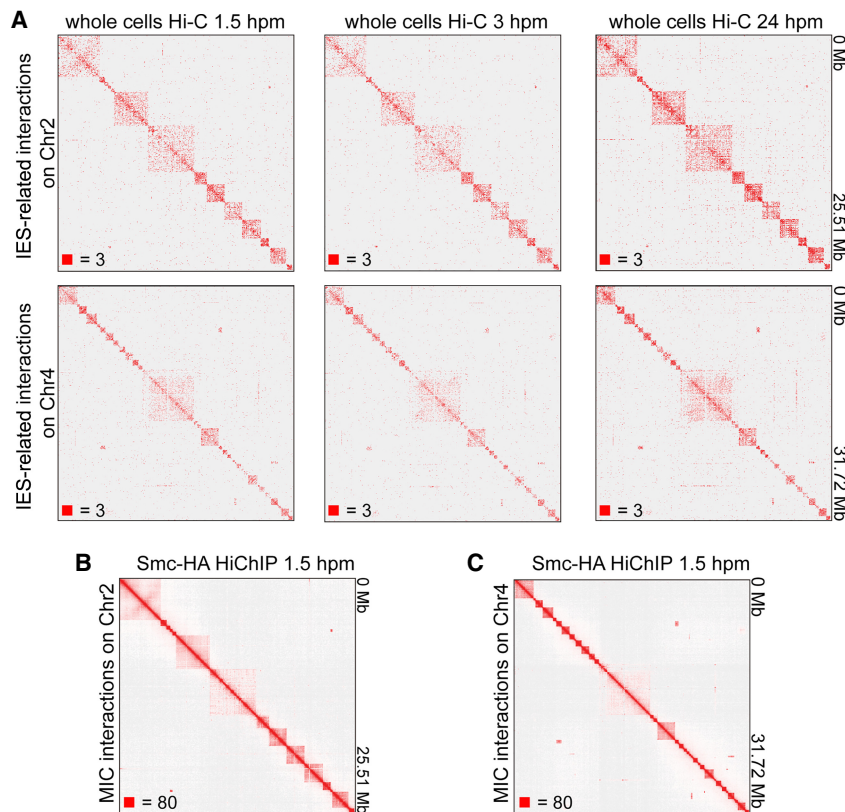 A
whole cells Hi-C 1.5 hpm
whole cells Hi-C 3 hpm
whole cells Hi-C 24 hpm
IES-related interactions
on Chr2
= 3
= 3
= 3
0 Mb
25.51 Mb
IES-related interactions
on Chr4
= 3
= 3
= 3
0 Mb
31.72 Mb
B
Smc-HA HiChIP 1.5 hpm
MIC interactions on Chr2
= 80
0 Mb
25.51 Mb
C
Smc-HA HiChIP 1.5 hpm
MIC interactions on Chr4
= 80
0 Mb
31.72 Mb